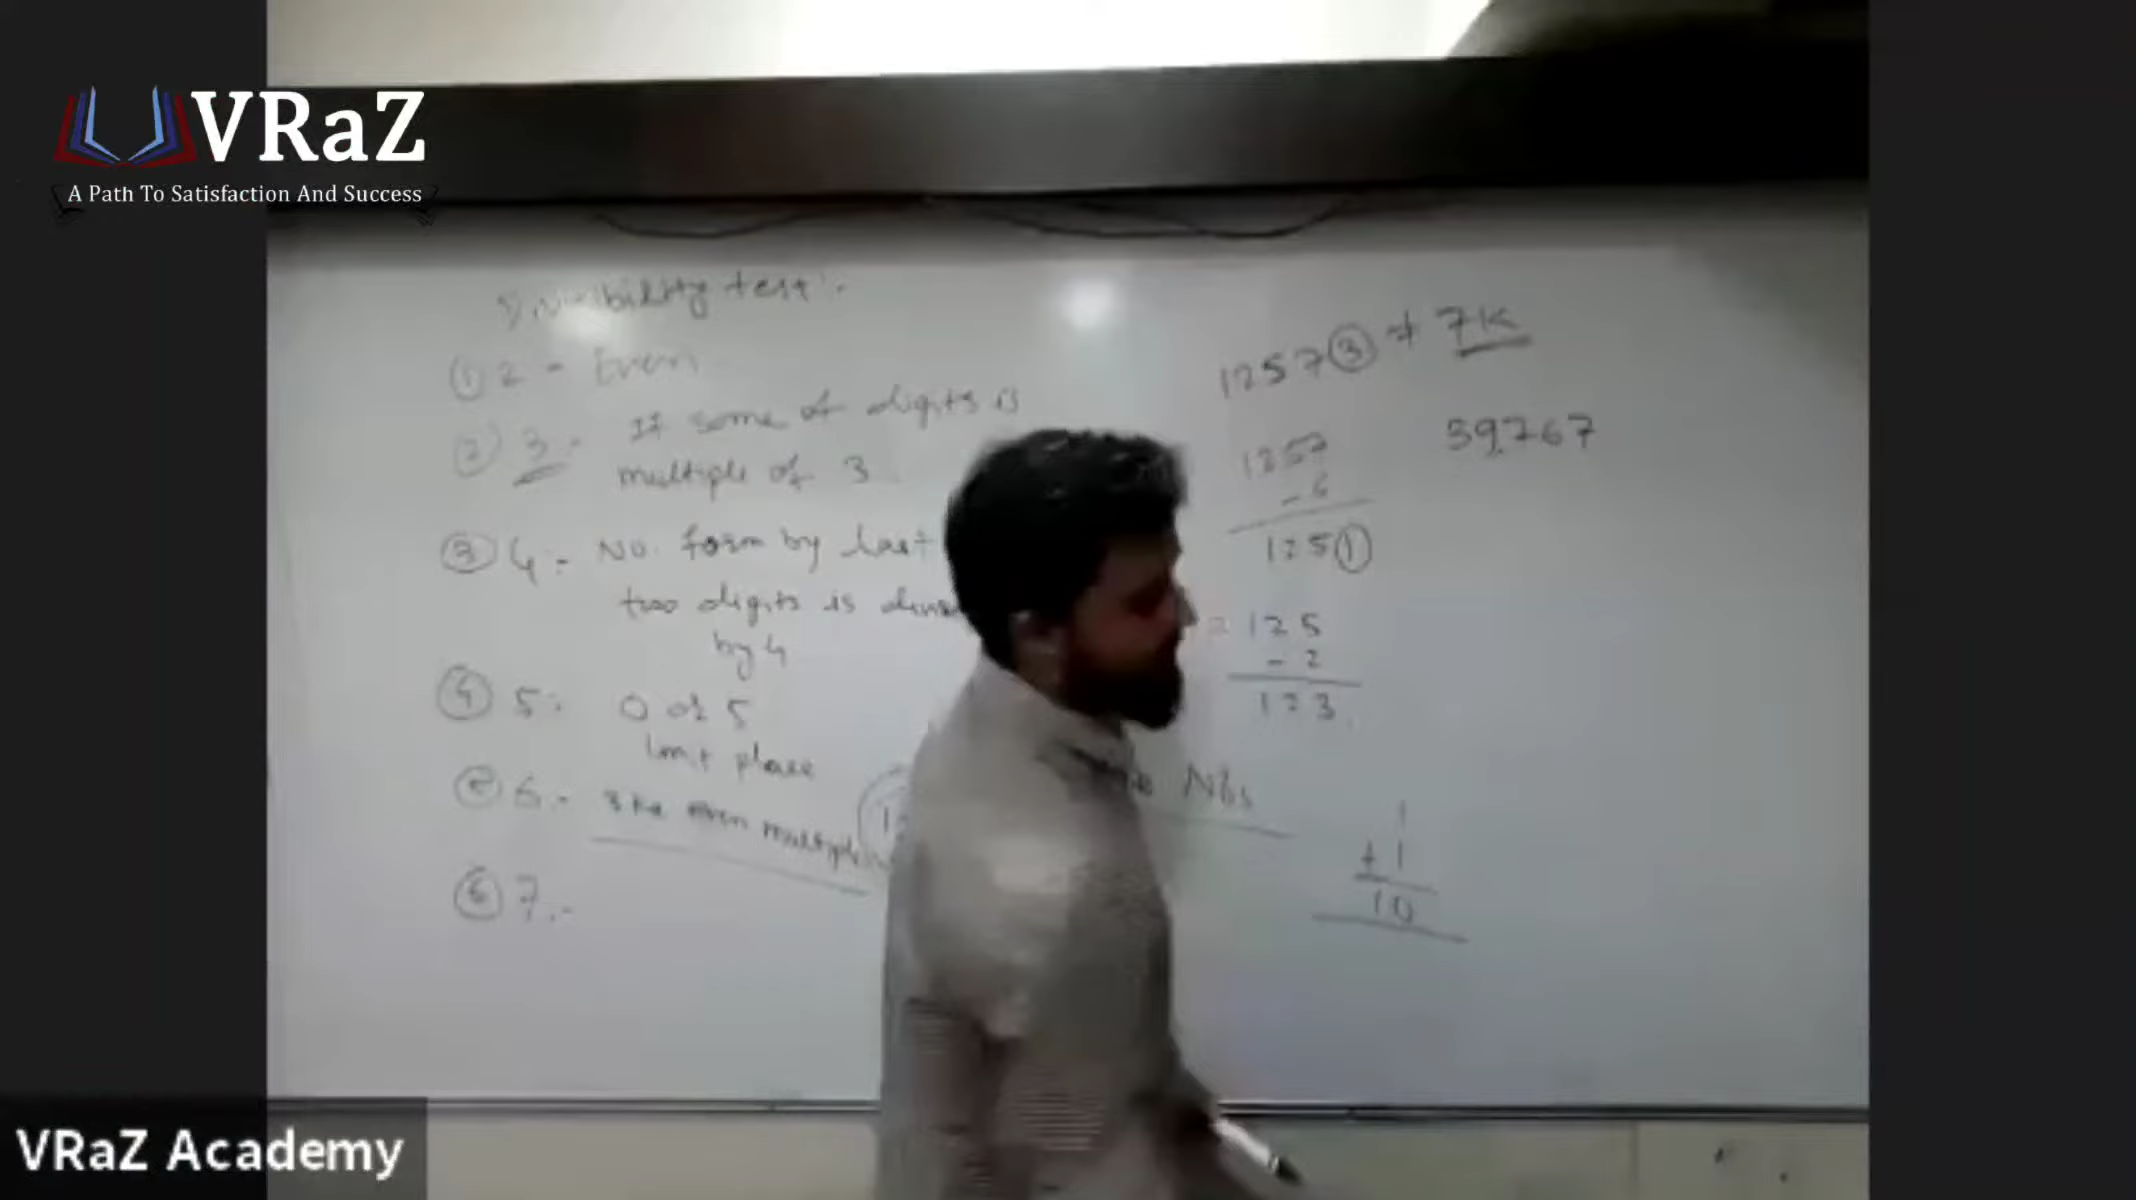 VRaZ
A Path To Satisfaction And Success
Divisibility test :-
① 2 - Even
② 3 - If some of digits is
multiple of 3
③ 4 - No. form by last
two digits is
by 4
④ 5 - 0 or 5
unit place
6 - The even multiple
⑥ 7 -
1257③ ≠ 7K
1257
- 6
125①
125
- 2
123
Nbs
59767
1
+ 1
10
VRaZ Academy